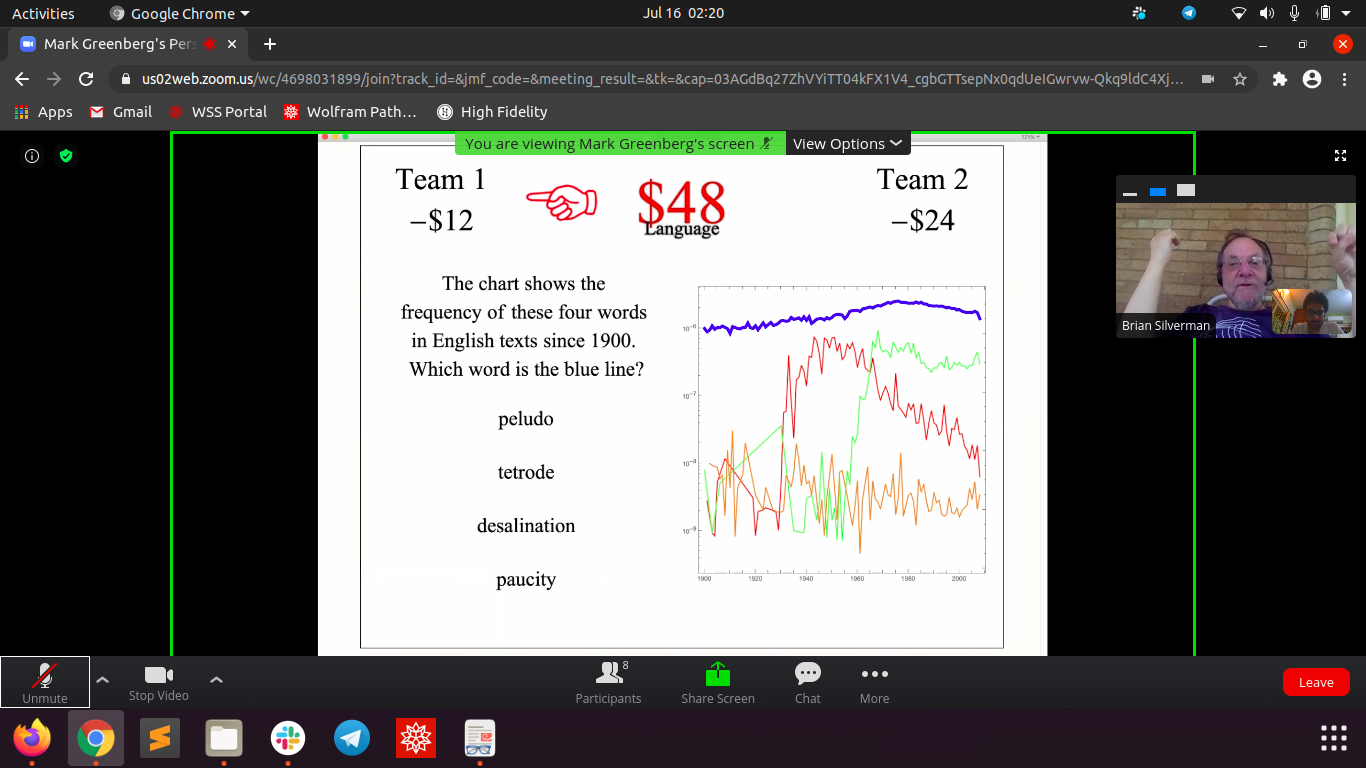 Activities
Google Chrome
Jul 16 02:20
Mark Greenberg's Pers
us02web.zoom.us/wc/4698031899/join?track_id=&jmf_code=&meeting_result=&tk=&cap=03AGdBq27ZhVYiTT04kFX1V4_cgbGTTsepNx0qdUeIGwrvw-Qkq9ldC4Xj...
Apps
Gmail
WSS Portal
Wolfram Path...
High Fidelity
You are viewing Mark Greenberg's screen
View Options
125%
Team 1
−$12
$48
Language
Team 2
−$24
The chart shows the
frequency of these four words
in English texts since 1900.
Which word is the blue line?
peludo
tetrode
desalination
paucity
10−6
10−7
10−8
10−9
1900 1920 1940 1960 1980 2000
Brian Silverman
Unmute
Stop Video
8
Participants
Share Screen
Chat
More
Leave